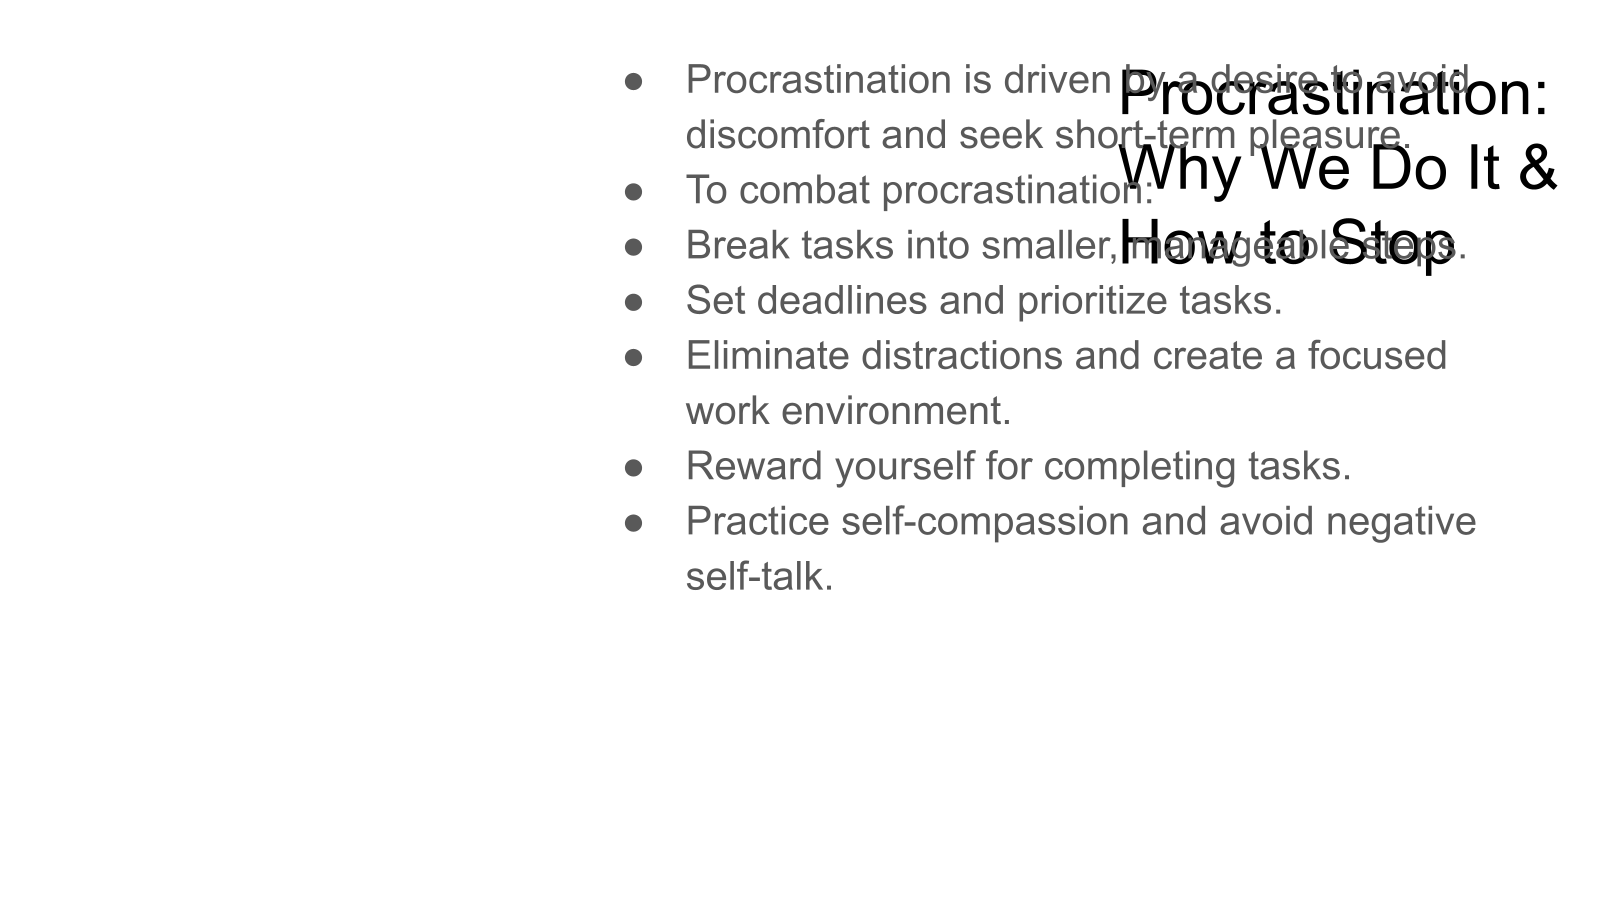 Procrastination:
Why We Do It &
How to Stop
● Procrastination is driven by a desire to avoid
discomfort and seek short-term pleasure.
● To combat procrastination:
● Break tasks into smaller, manageable steps.
● Set deadlines and prioritize tasks.
● Eliminate distractions and create a focused
work environment.
● Reward yourself for completing tasks.
● Practice self-compassion and avoid negative
self-talk.